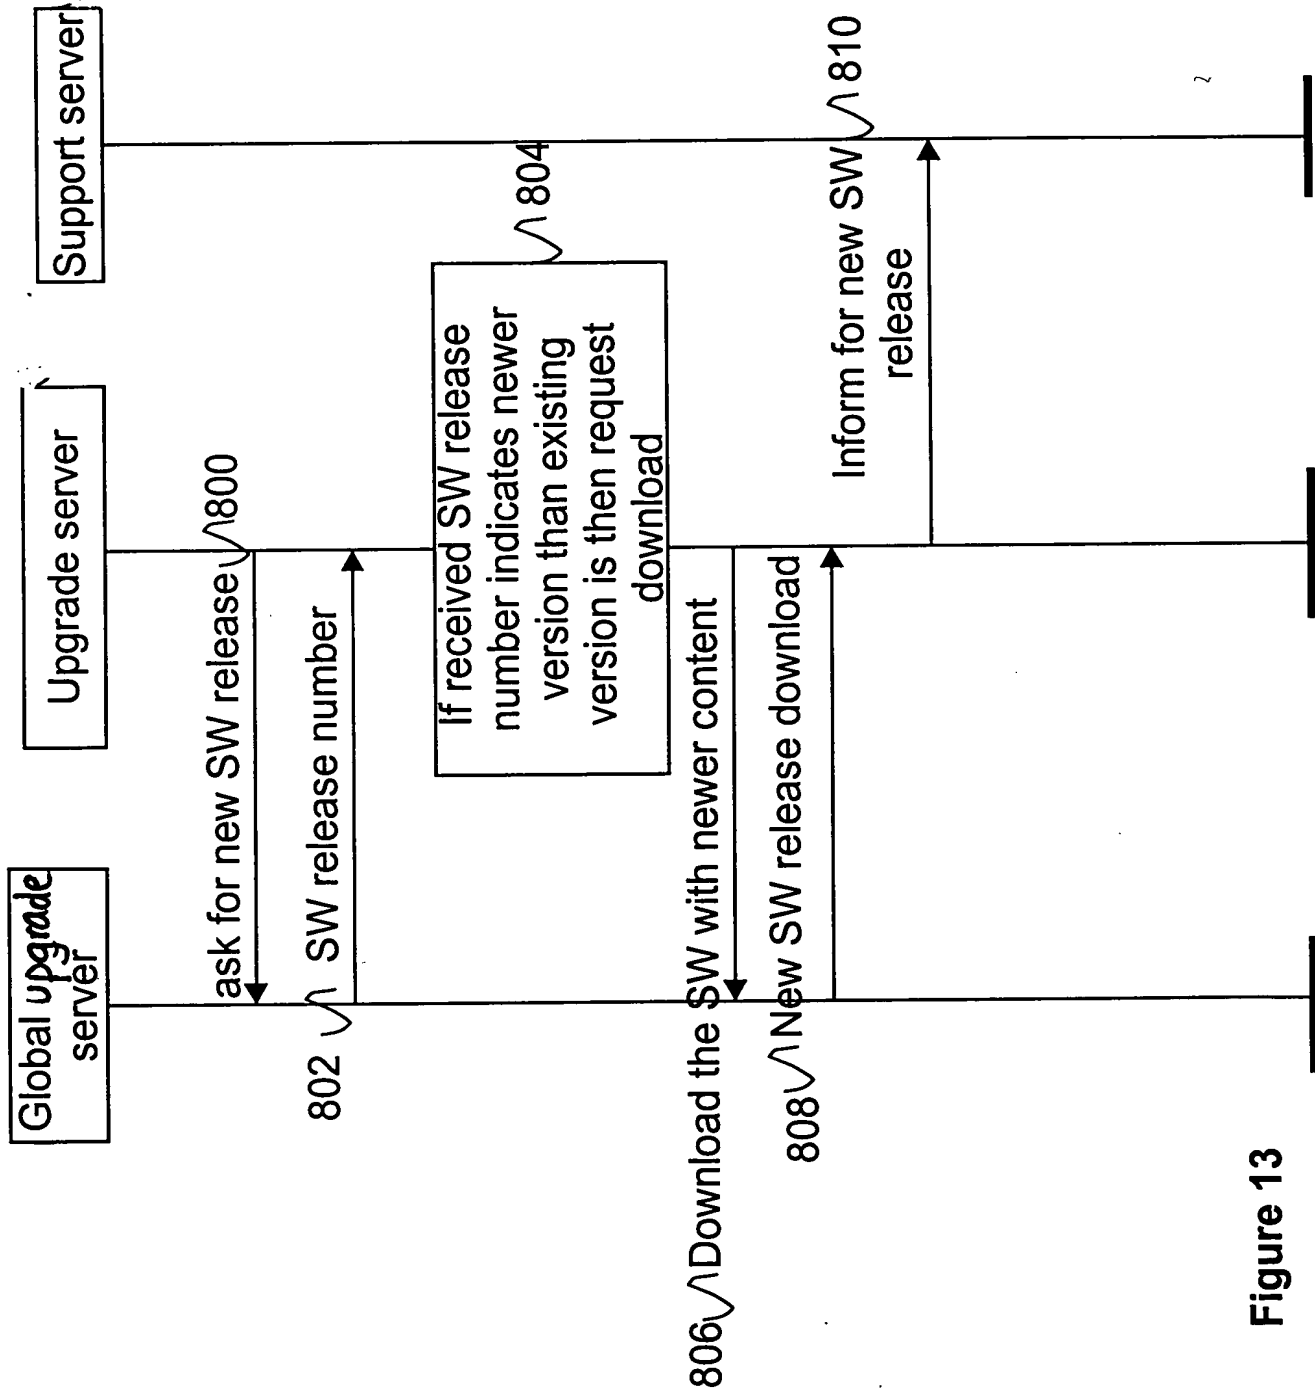 Global upgrade
server
Upgrade server
Support server
ask for new SW release
800
SW release number
802
If received SW release
number indicates newer
version than existing
version is then request
download
804
806
Download the SW with newer content
808
New SW release download
Inform for new SW
release
810
Figure 13